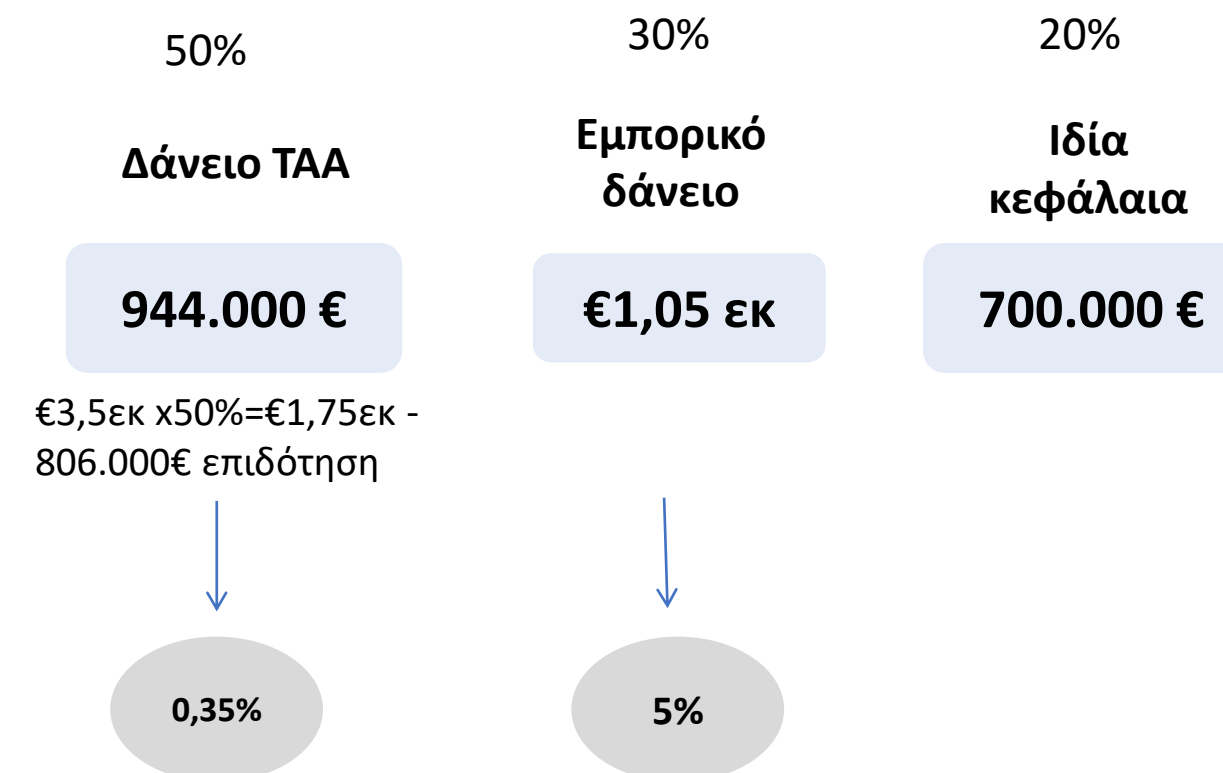 50%
30%
20%
Δάνειο ΤΑΑ
Εμπορικό
δάνειο
Ιδία
κεφάλαια
944.000 €
€1,05 εκ
700.000 €
€3,5εκ x50%=€1,75εκ -
806.000€ επιδότηση
0,35%
5%